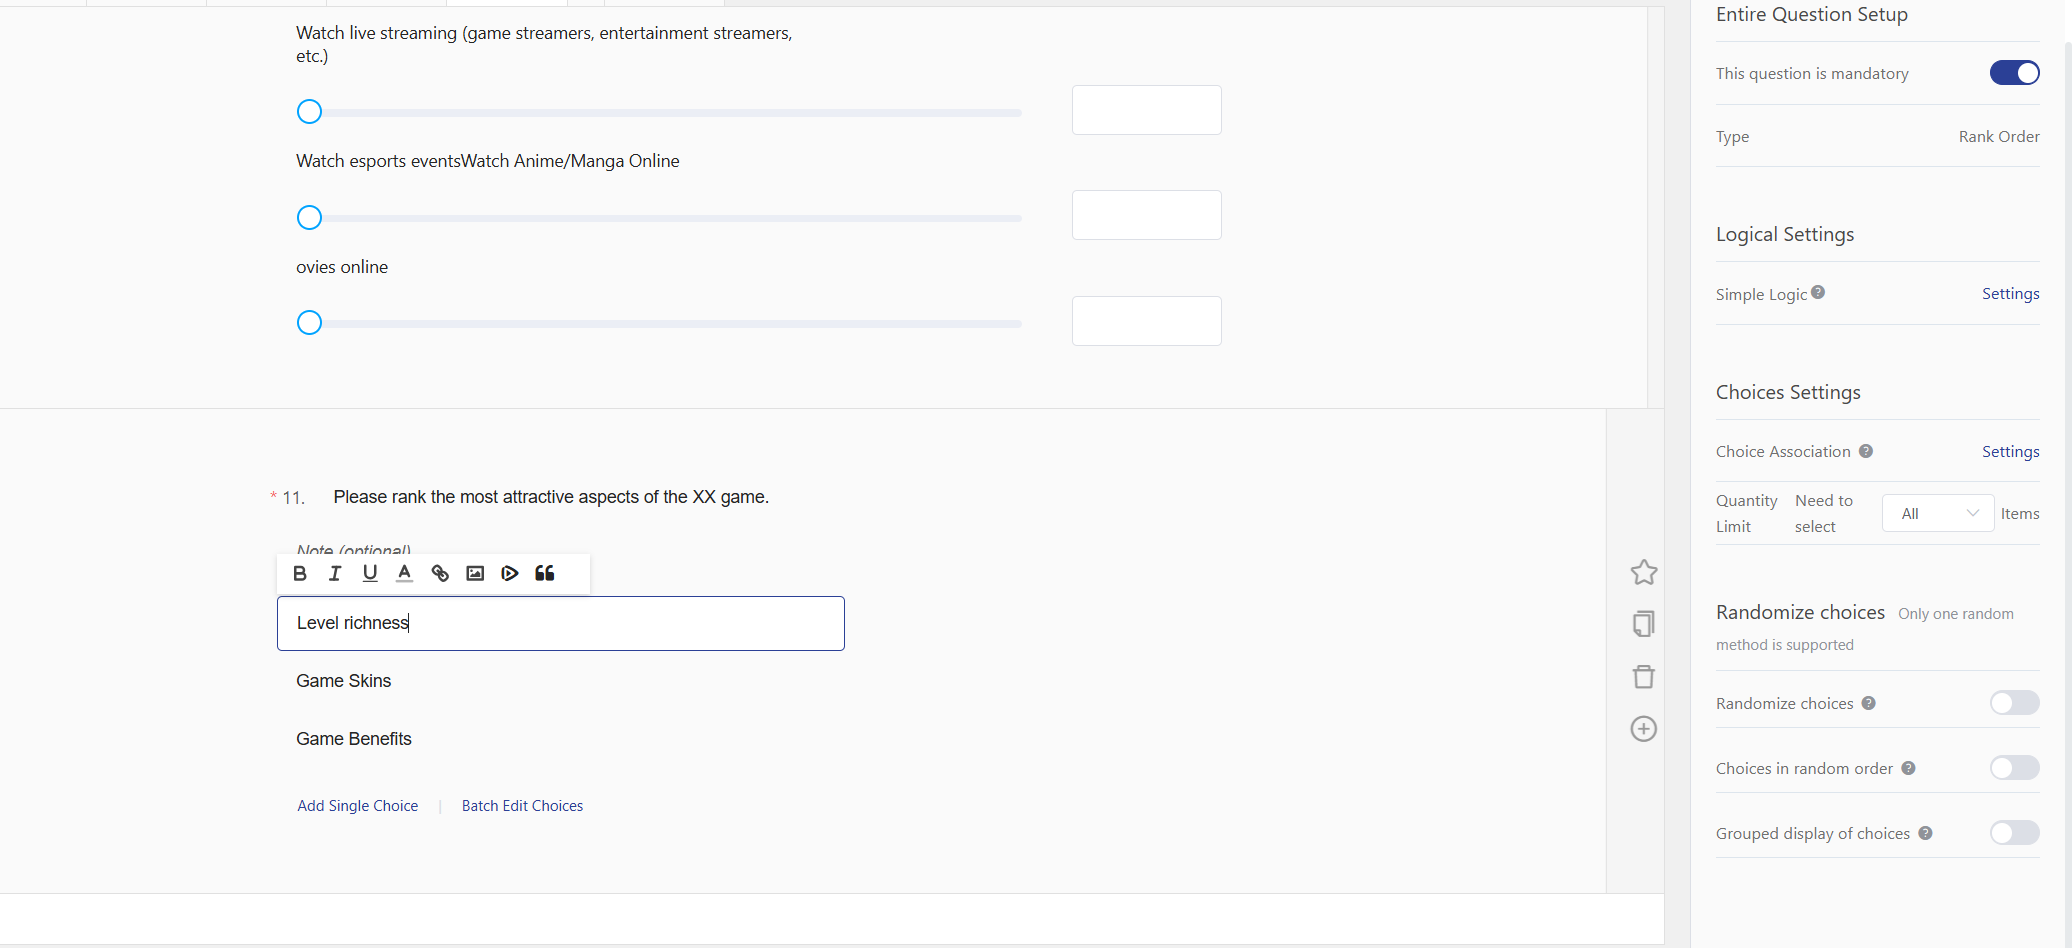 Watch live streaming (game streamers, entertainment streamers,
etc.)
Watch esports eventsWatch Anime/Manga Online
ovies online
* 11. Please rank the most attractive aspects of the XX game.
Note (optional)
B I U A
Level richness
Game Skins
Game Benefits
Add Single Choice | Batch Edit Choices
Entire Question Setup
This question is mandatory
Type Rank Order
Logical Settings
Simple Logic ? Settings
Choices Settings
Choice Association ? Settings
Quantity Limit Need to select All Items
Randomize choices Only one random
method is supported
Randomize choices ?
Choices in random order ?
Grouped display of choices ?